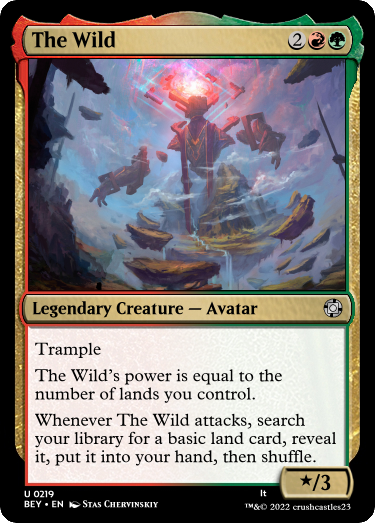 The Wild 2
Legendary Creature — Avatar
Trample
The Wild's power is equal to the
number of lands you control.
Whenever The Wild attacks, search
your library for a basic land card, reveal
it, put it into your hand, then shuffle.
★/3
U 0219 It
BEY • EN Stas Chervinskiy ™&© 2022 crushcastles23